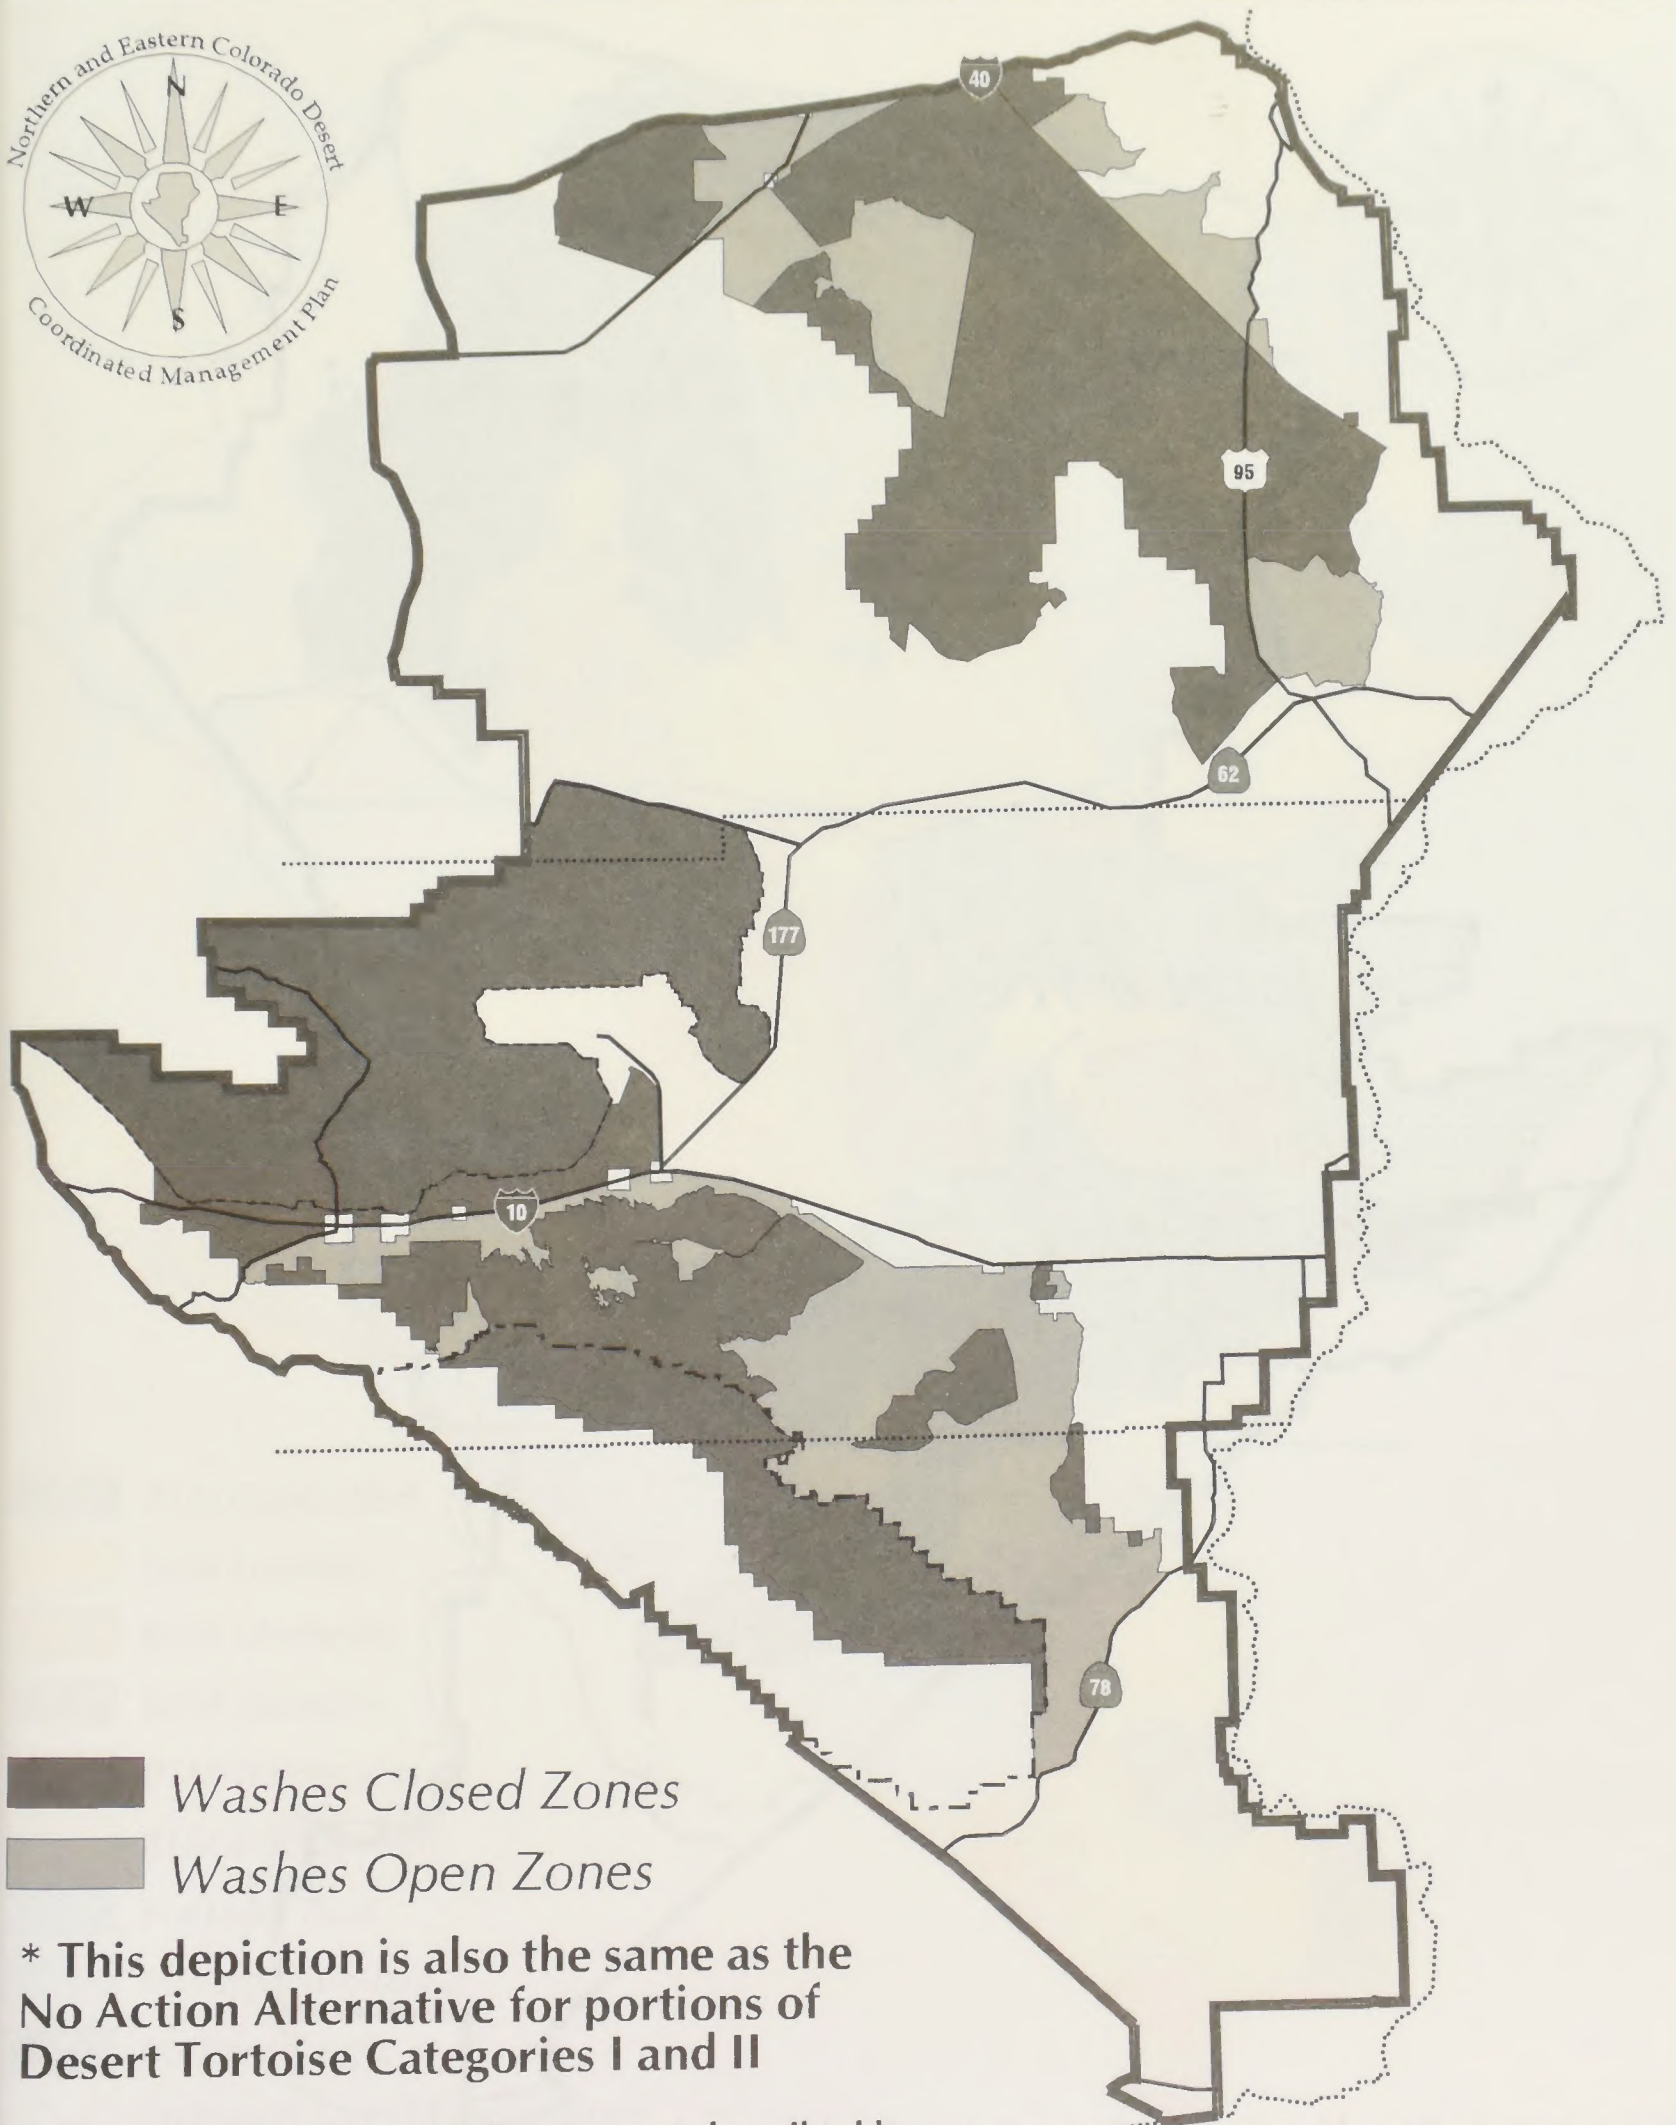 Northern and Eastern Colorado Desert
N
W
E
S
Coordinated Management Plan
40
95
62
177
10
78
Washes Closed Zones
Washes Open Zones
* This depiction is also the same as the
No Action Alternative for portions of
Desert Tortoise Categories I and II